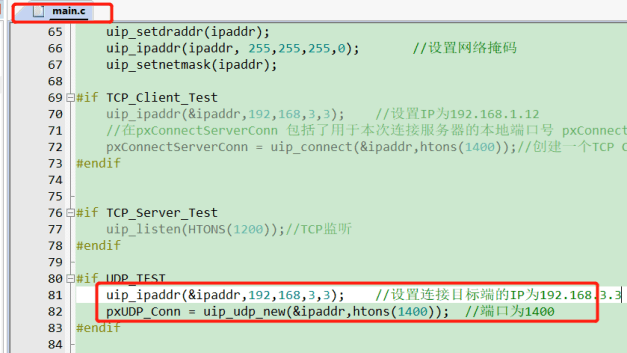 main.c
65 uip_setdraddr(ipaddr);
66 uip_ipaddr(ipaddr, 255,255,255,0); //设置网络掩码
67 uip_setnetmask(ipaddr);
68
69 #if TCP_Client_Test
70 uip_ipaddr(&ipaddr,192,168,3,3); //设置IP为192.168.1.12
71 //在pxConnectServerConn 包括了用于本次连接服务器的本地端口号 pxConnect
72 pxConnectServerConn = uip_connect(&ipaddr,htons(1400));//创建一个TCP C
73 #endif
74
75
76 #if TCP_Server_Test
77 uip_listen(HTONS(1200));//TCP监听
78 #endif
79
80 #if UDP_TEST
81 uip_ipaddr(&ipaddr,192,168,3,3); //设置连接目标端的IP为192.168.3.3
82 pxUDP_Conn = uip_udp_new(&ipaddr,htons(1400)); //端口为1400
83 #endif
84